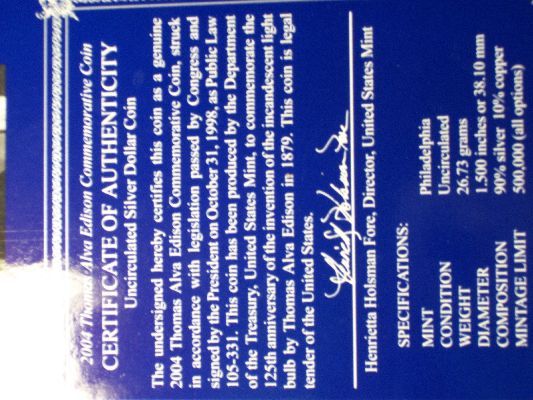 2004 Thomas Alva Edison Commemorative Coin
CERTIFICATE OF AUTHENTICITY
Uncirculated Silver Dollar Coin
The undersigned hereby certifies this coin as a genuine
2004 Thomas Alva Edison Commemorative Coin, struck
in accordance with legislation passed by Congress and
signed by the President on October 31, 1998, as Public Law
105-331. This coin has been produced by the Department
of the Treasury, United States Mint, to commemorate the
125th anniversary of the invention of the incandescent light
bulb by Thomas Alva Edison in 1879. This coin is legal
tender of the United States.
Henrietta Holsman Fore, Director, United States Mint
SPECIFICATIONS:
MINT Philadelphia
CONDITION Uncirculated
WEIGHT 26.73 grams
DIAMETER 1.500 inches or 38.10 mm
COMPOSITION 90% silver 10% copper
MINTAGE LIMIT 500,000 (all options)